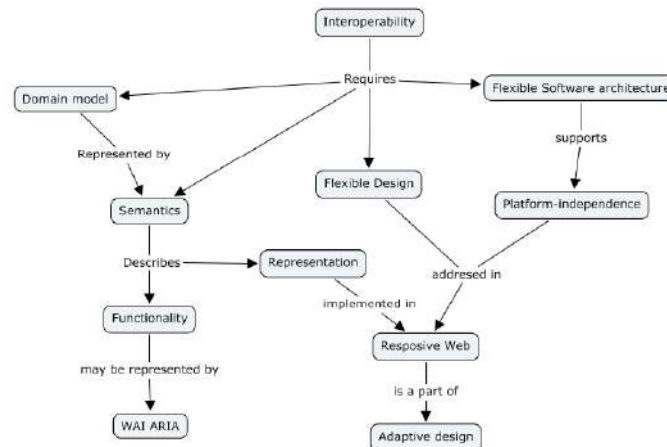 Interoperability
Requires
Domain model
Flexible Software architecture
Represented by
supports
Flexible Design
Semantics
Platform-independence
Describes
Representation
addresed in
Functionality
implemented in
Resposive Web
may be represented by
is a part of
WAI ARIA
Adaptive design